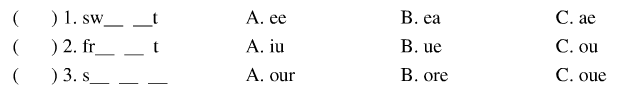 (    ) 1. sw__ __t    A. ee    B. ea    C. ae
(    ) 2. fr__ __ t    A. iu    B. ue    C. ou
(    ) 3. s__ __ __    A. our    B. ore    C. oue